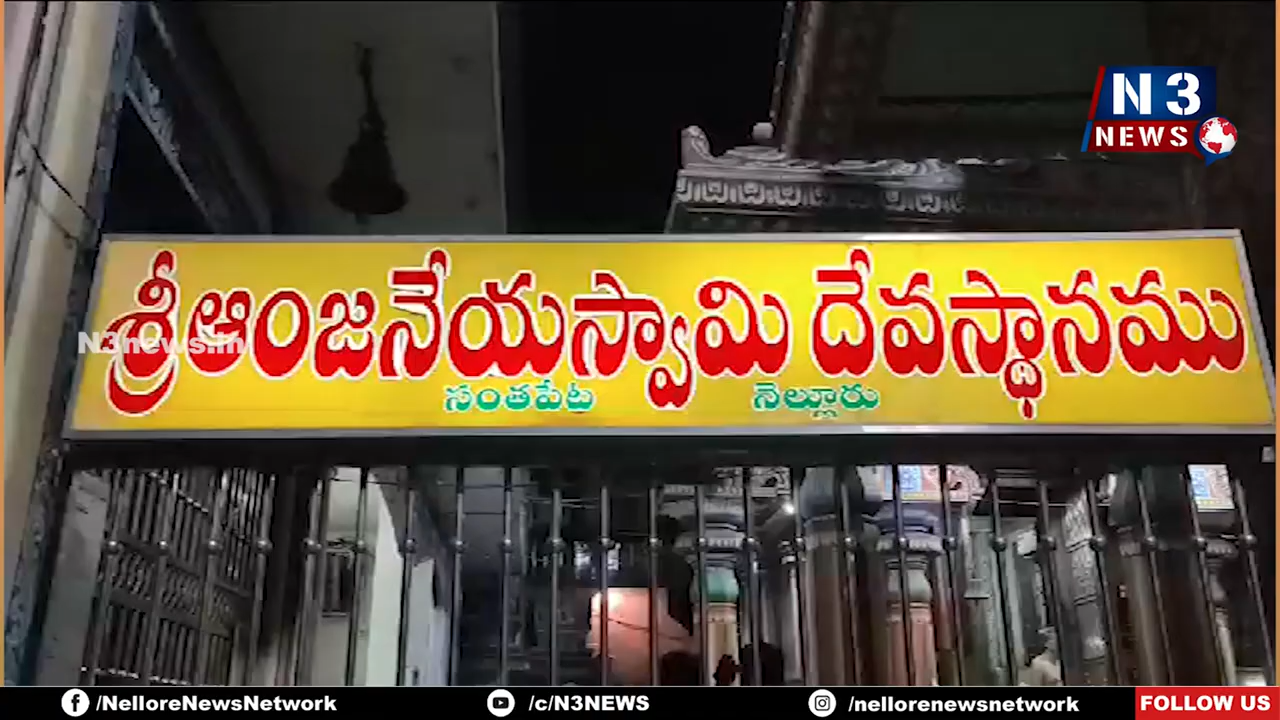 N3
NEWS
శ్రీ ఆంజనేయస్వామి దేవస్థానము
N3news.in
సంతపేట నెల్లూరు
/NelloreNewsNetwork /c/N3NEWS /nellorenewsnetwork FOLLOW US